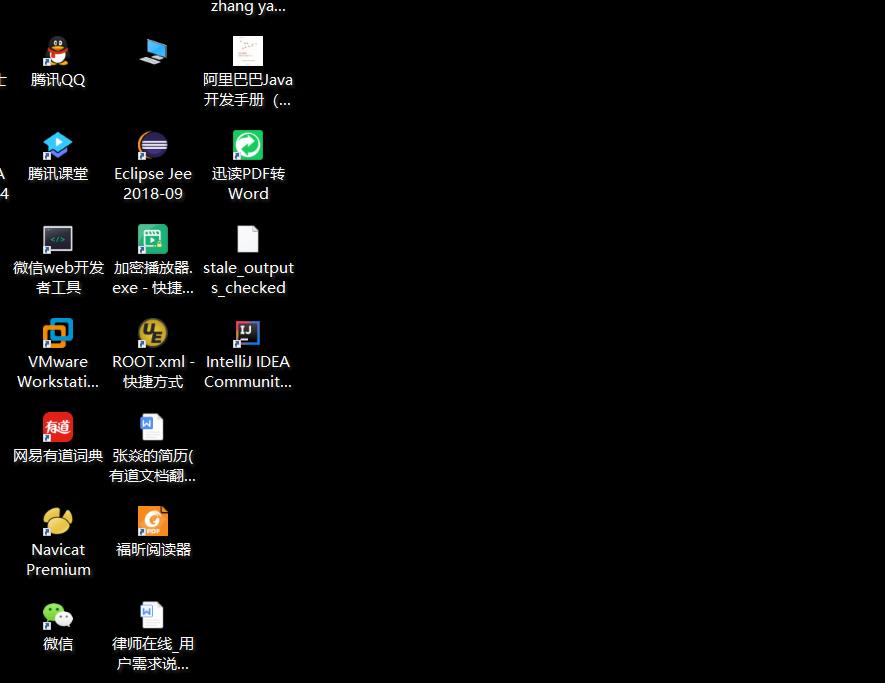 zhang ya...
士
腾讯QQ
阿里巴巴Java
开发手册（...
A
4
腾讯课堂
Eclipse Jee
2018-09
迅读PDF转
Word
微信web开发
者工具
加密播放器.
exe - 快捷...
stale_output
s_checked
VMware
Workstati...
UE
ROOT.xml -
快捷方式
IJ
IntelliJ IDEA
Communit...
有道
网易有道词典
W
张焱的简历(
有道文档翻...
Navicat
Premium
PDF
福昕阅读器
微信
W
律师在线_用
户需求说...